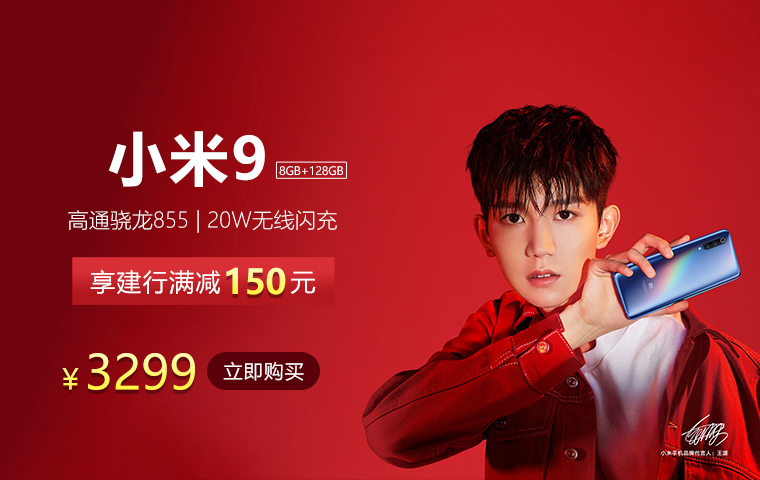 小米9 8GB+128GB
高通骁龙855 | 20W无线闪充
享建行满减150元
¥3299 立即购买
小米手机品牌代言人：王源